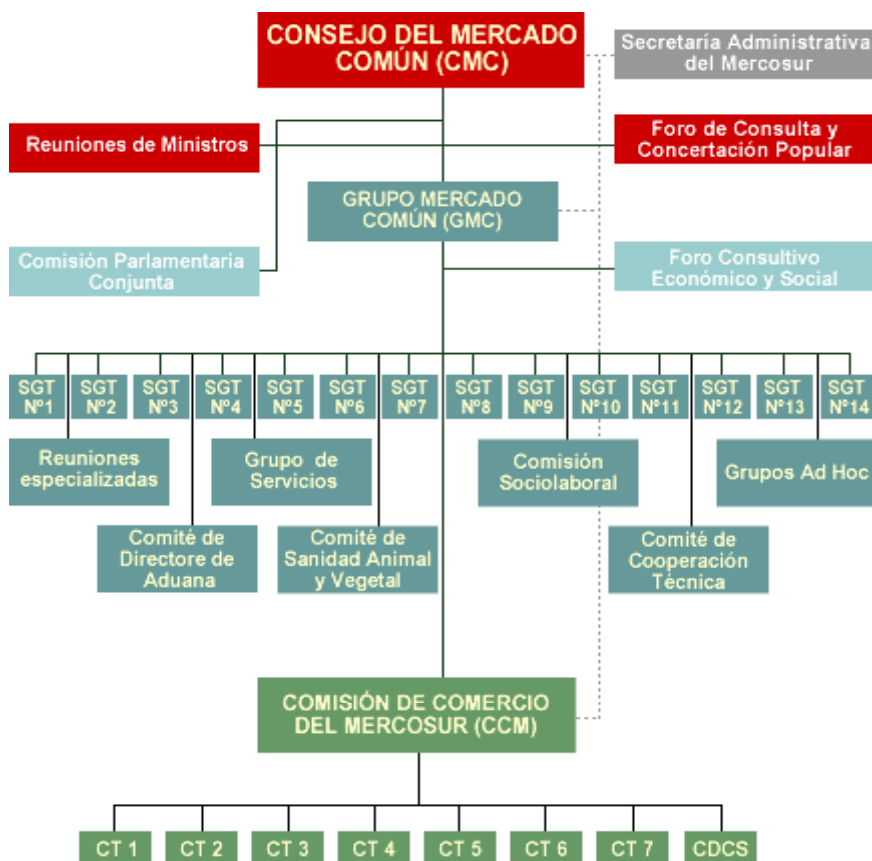 CONSEJO DEL MERCADO
COMÚN (CMC)
Secretaría Administrativa
del Mercosur
Reuniones de Ministros
Foro de Consulta y
Concertación Popular
GRUPO MERCADO
COMÚN (GMC)
Comisión Parlamentaria
Conjunta
Foro Consultivo
Económico y Social
SGT
Nº1
SGT
Nº2
SGT
Nº3
SGT
Nº4
SGT
Nº5
SGT
Nº6
SGT
Nº7
SGT
Nº8
SGT
Nº9
SGT
Nº10
SGT
Nº11
SGT
Nº12
SGT
Nº13
SGT
Nº14
Reuniones
especializadas
Grupo de
Servicios
Comisión
Sociolaboral
Grupos Ad Hoc
Comité de
Directore de
Aduana
Comité de
Sanidad Animal
y Vegetal
Comité de
Cooperación
Técnica
COMISIÓN DE COMERCIO
DEL MERCOSUR (CCM)
CT 1
CT 2
CT 3
CT 4
CT 5
CT 6
CT 7
CDCS